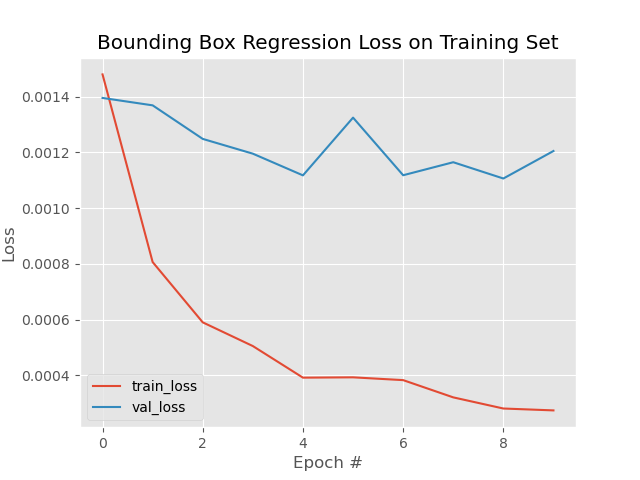 Bounding Box Regression Loss on Training Set
0.0014
0.0012
0.0010
0.0008
0.0006
0.0004
Loss
train_loss
val_loss
0 2 4 6 8
Epoch #